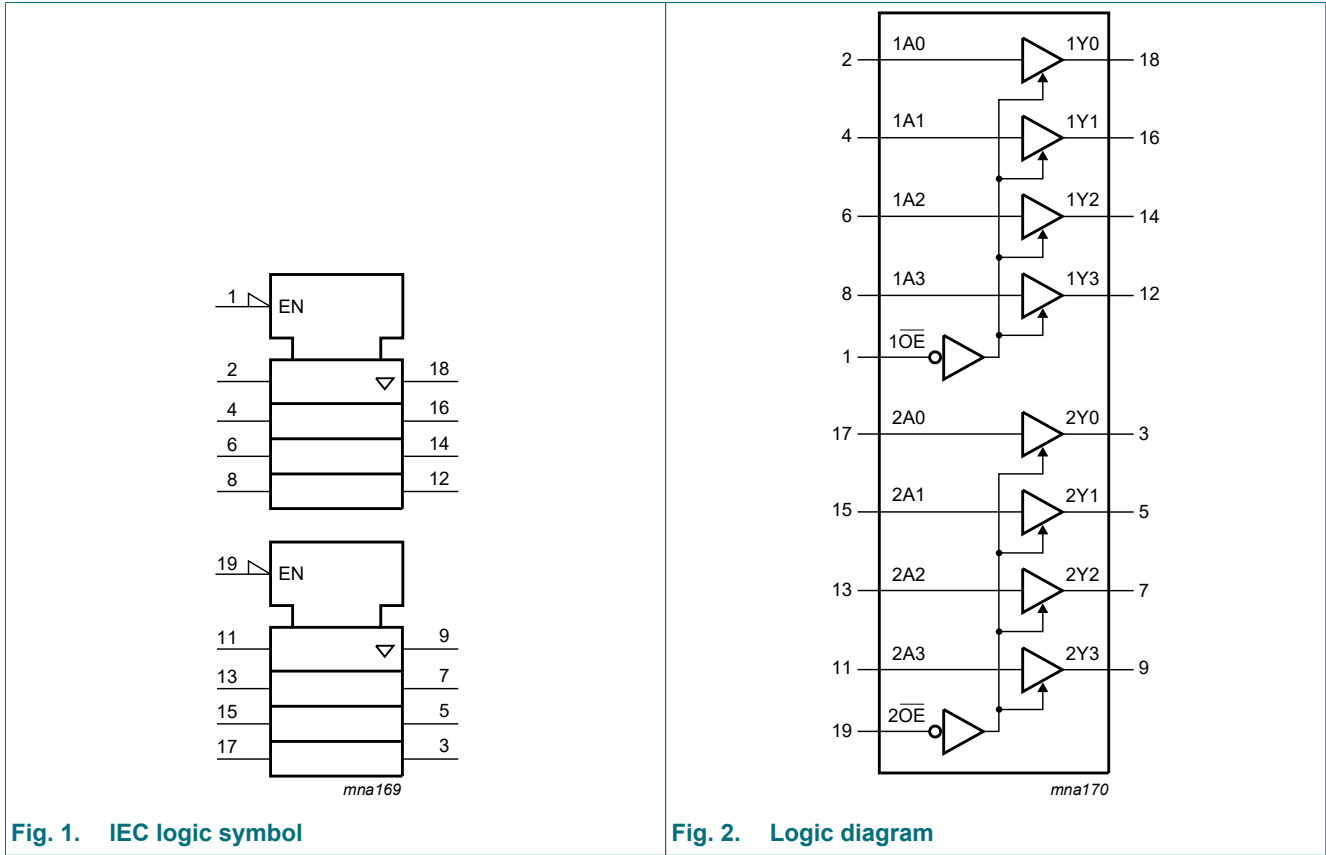 1 EN
2 18
4 16
6 14
8 12
19 EN
11 9
13 7
15 5
17 3
mna169
Fig. 1. IEC logic symbol
2 1A0 1Y0 18
4 1A1 1Y1 16
6 1A2 1Y2 14
8 1A3 1Y3 12
1 1O̅E̅
17 2A0 2Y0 3
15 2A1 2Y1 5
13 2A2 2Y2 7
11 2A3 2Y3 9
19 2O̅E̅
mna170
Fig. 2. Logic diagram